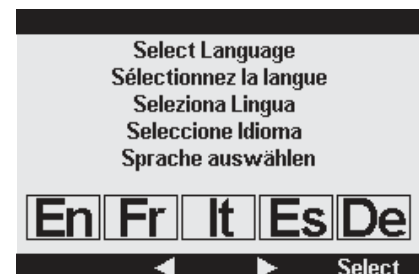 Select Language
Sélectionnez la langue
Seleziona Lingua
Seleccione Idioma
Sprache auswählen
En Fr It Es De
Select